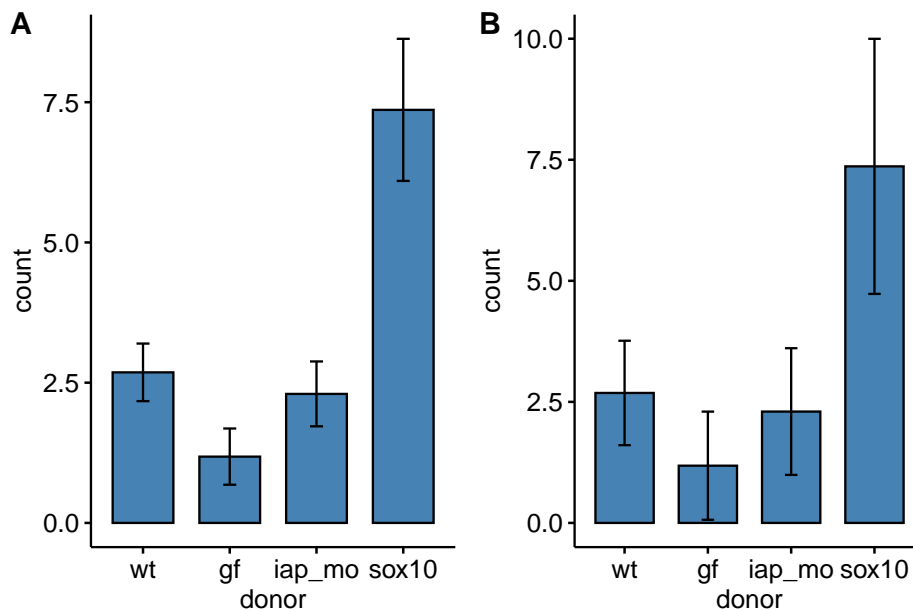 A
count
7.5
5.0
2.5
0.0
wt gf iap_mo sox10
donor
B
count
10.0
7.5
5.0
2.5
0.0
wt gf iap_mo sox10
donor